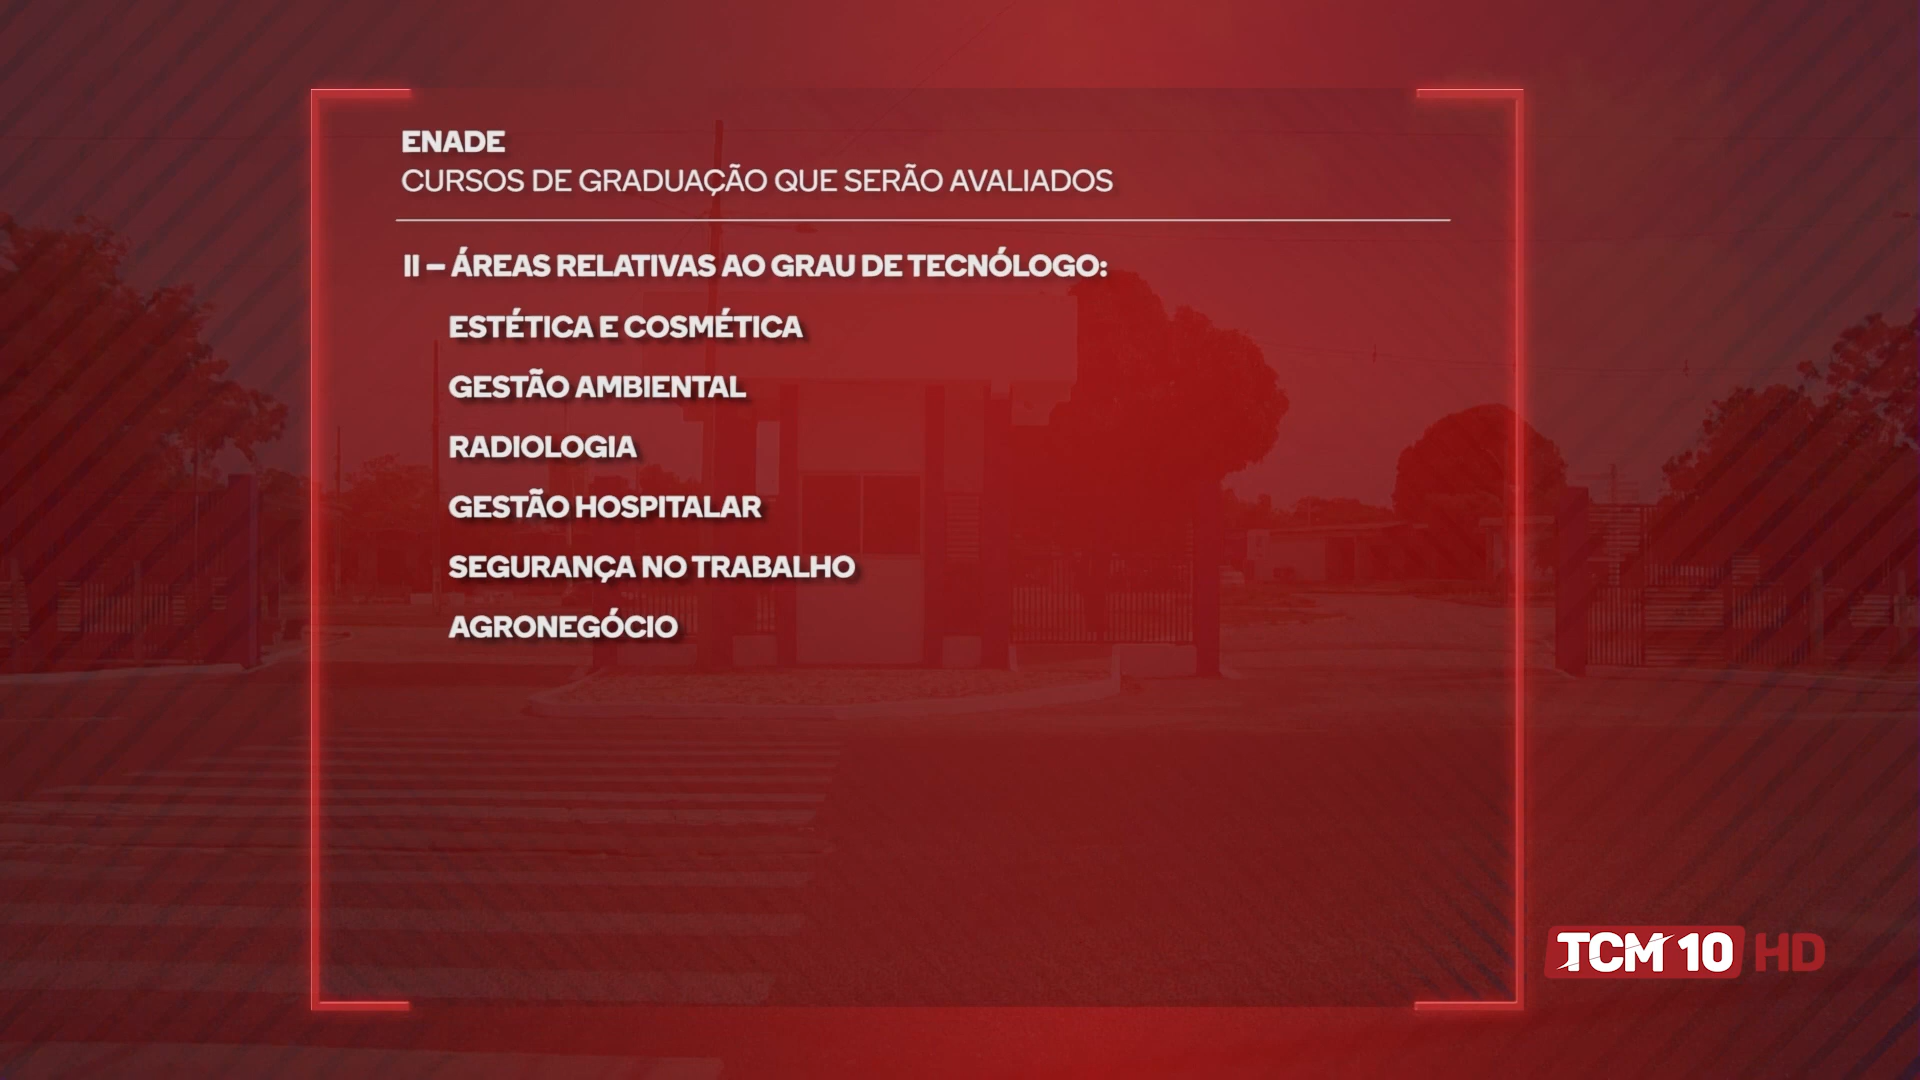 ENADE
CURSOS DE GRADUAÇÃO QUE SERÃO AVALIADOS
II – ÁREAS RELATIVAS AO GRAU DE TECNÓLOGO:
ESTÉTICA E COSMÉTICA
GESTÃO AMBIENTAL
RADIOLOGIA
GESTÃO HOSPITALAR
SEGURANÇA NO TRABALHO
AGRONEGÓCIO
TCM 10 HD